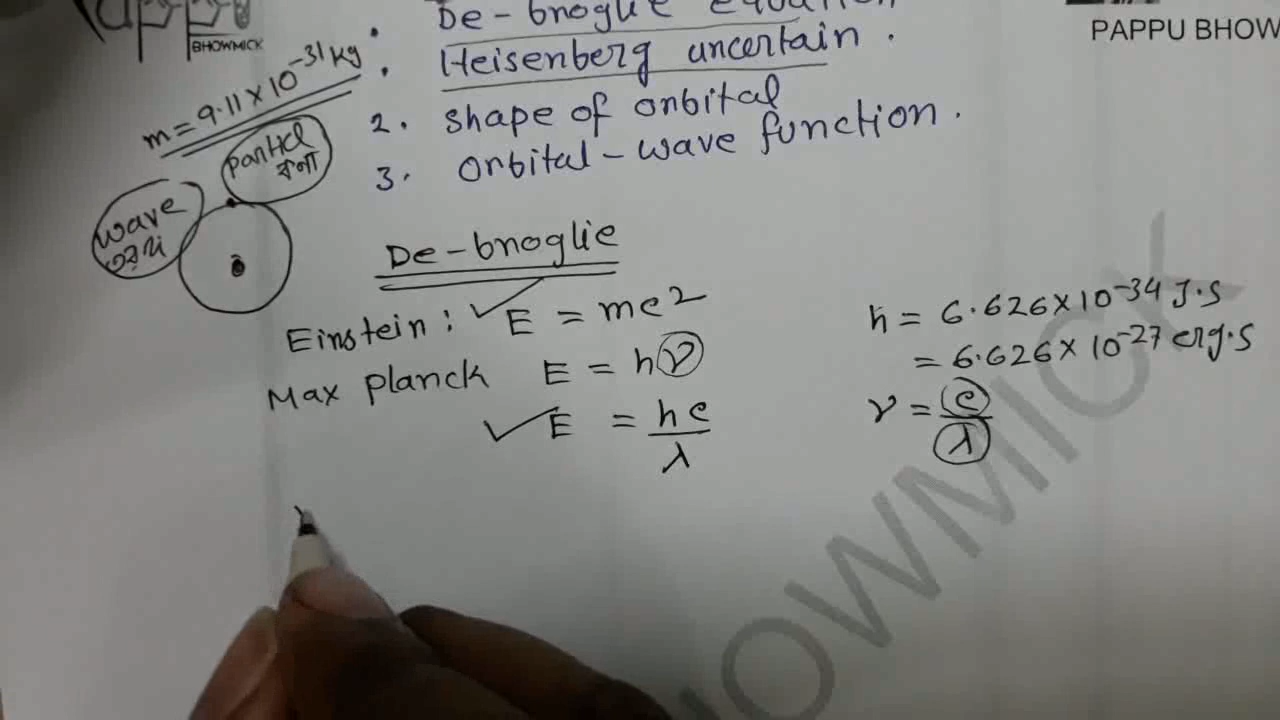 BHOWMICK
PAPPU BHOW
De-broglie equation
Heisenberg uncertain.
2. shape of orbital
3. orbital-wave function.
m = 9.11 × 10⁻³¹ kg
particl
কণা
wave
তরঙ্গ
De-broglie
Einstein: ✓ E = mc²
Max planck E = hν
✓ E = hc/λ
h = 6.626 × 10⁻³⁴ J.S
= 6.626 × 10⁻²⁷ erg.S
ν = c/λ
OWMICK